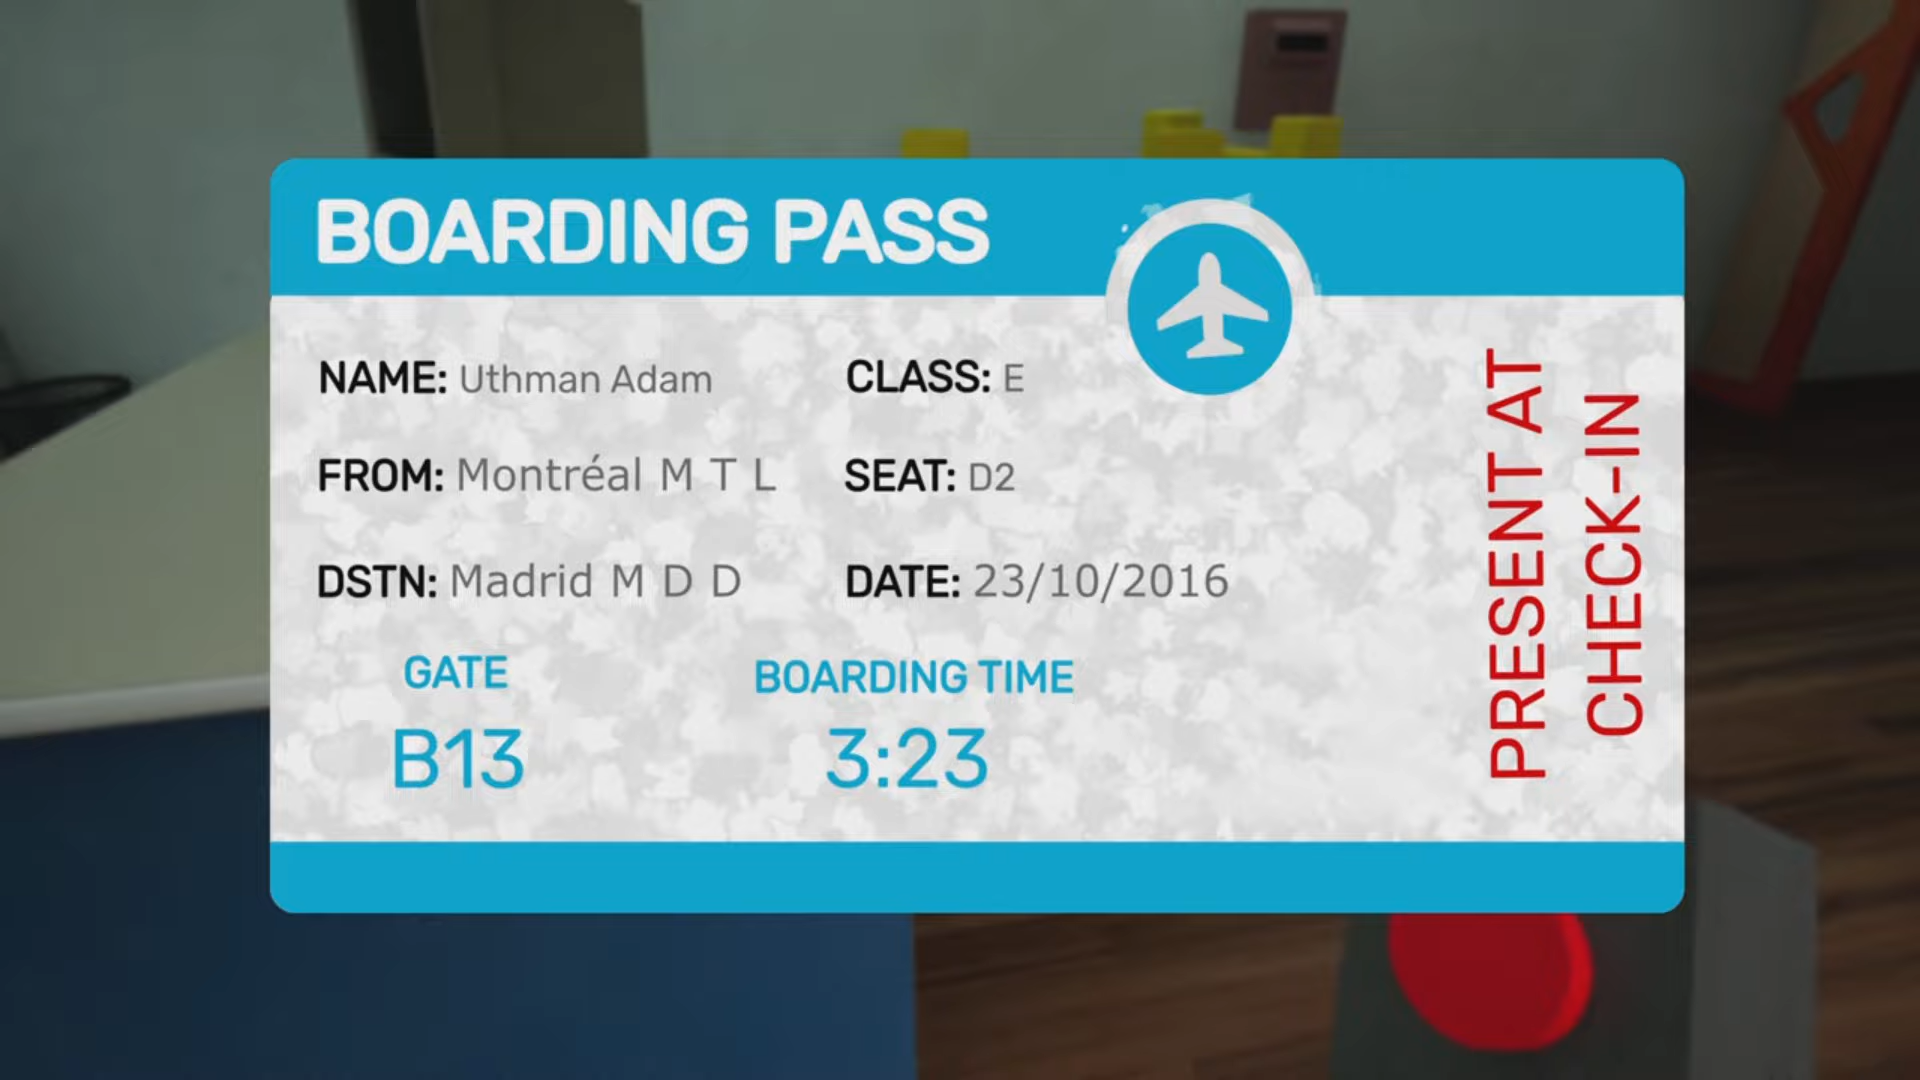 BOARDING PASS
NAME: Uthman Adam
CLASS: E
FROM: Montréal M T L
SEAT: D2
DSTN: Madrid M D D
DATE: 23/10/2016
GATE
BOARDING TIME
B13
3:23
PRESENT AT
CHECK-IN